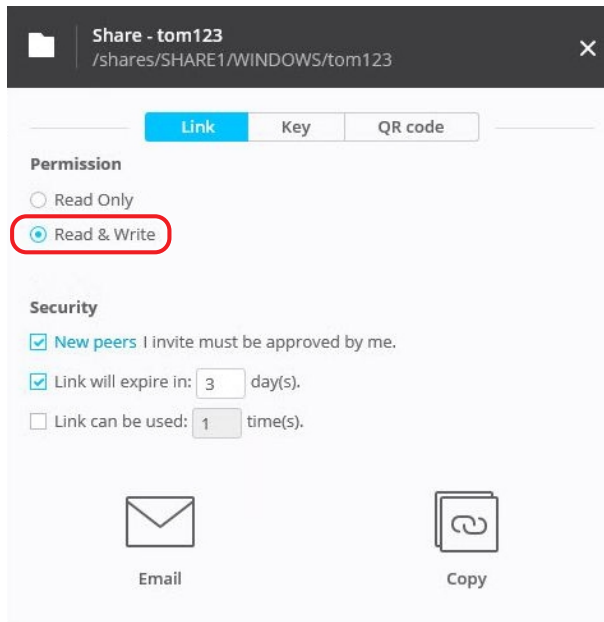 Share - tom123
/shares/SHARE1/WINDOWS/tom123
Link Key QR code
Permission
Read Only
Read & Write
Security
New peers I invite must be approved by me.
Link will expire in: 3 day(s).
Link can be used: 1 time(s).
Email Copy